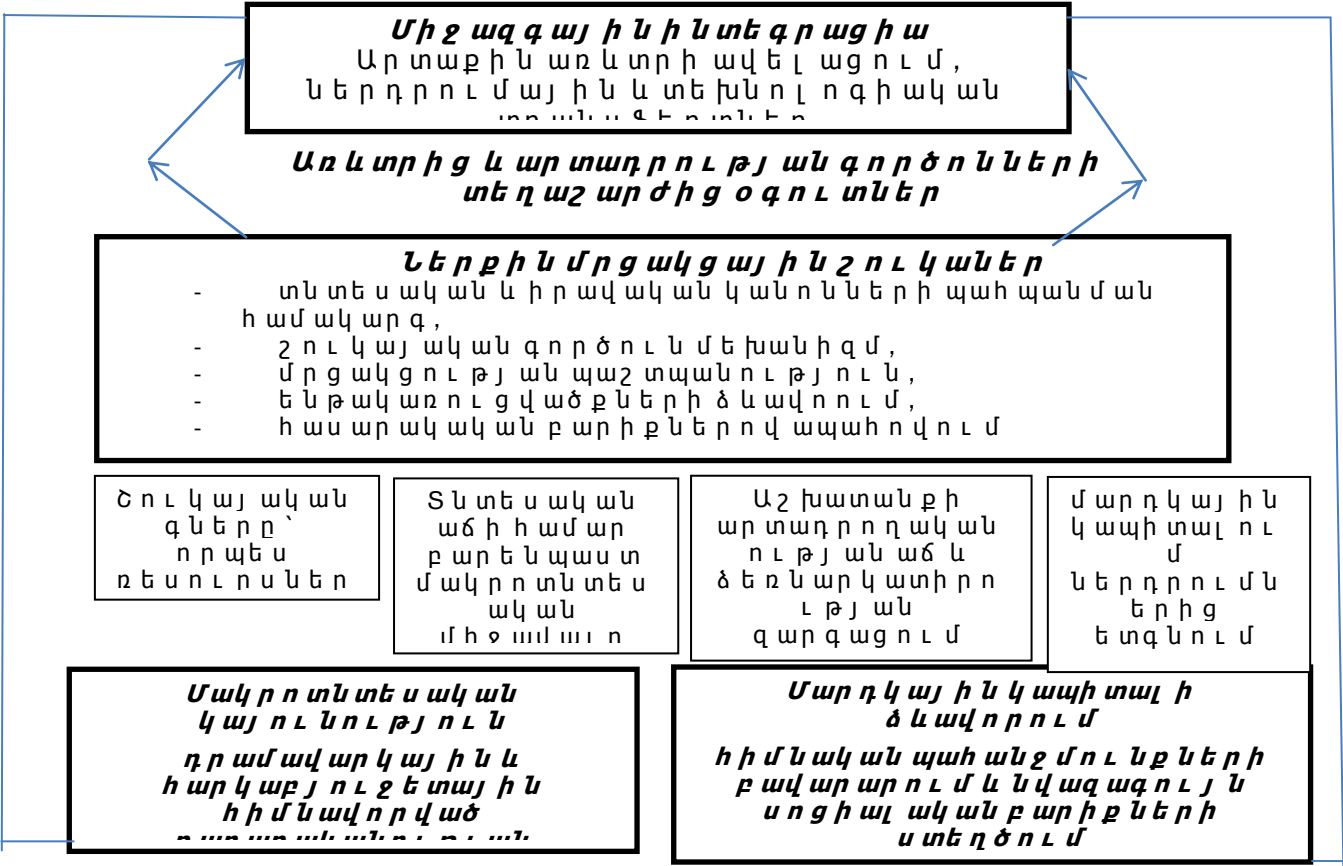 Միջազգային ինտեգրացիա
Արտաքին առևտրի ավելացում,
ներդրումային և տեխնոլոգիական
Առևտրից և արտադրության գործոնների
տեղաշարժից օգուտներ
Ներքին մրցակցային շուկաներ
- տնտեսական և իրավական կանոնների պահպանման
համակարգ,
- շուկայական գործուն մեխանիզմ,
- մրցակցության պաշտպանություն,
- ենթակառուցվածքների ձևավոում,
- հասարակական բարիքներով ապահովում
Շուկայական
գները՝
որպես
ռեսուրսներ
Տնտեսական
աճի համար
բարենպաստ
մակրոտնտես
ական
Աշխատանքի
արտադրողական
ության աճ և
ձեռնարկատիրո
ւթյան
զարգացում
մարդկային
կապիտալու
մ
ներդրումն
երից
ետգնում
Մակրոտնտեսական
կայունություն
դրամավարկային և
հարկաբյուջետային
հիմնավորված
Մարդկային կապիտալի
ձևավորում
հիմնական պահանջմունքների
բավարարում և նվազագույն
սոցիալական բարիքների
ստեղծում